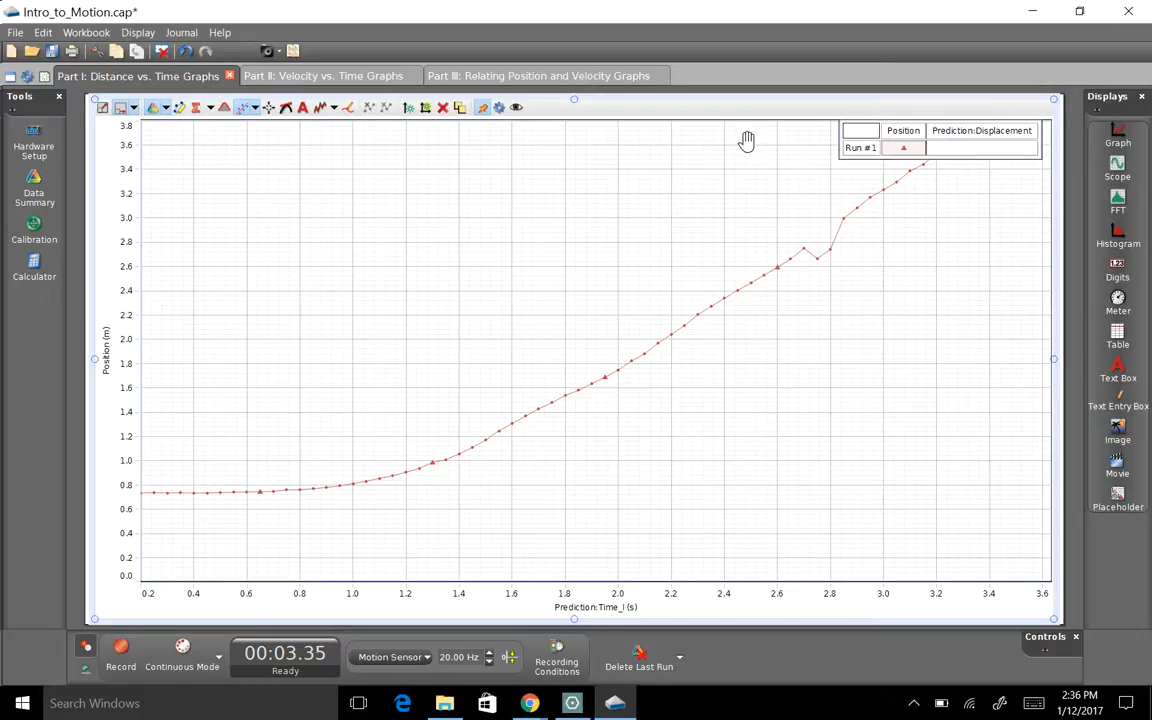 Intro_to_Motion.cap*
File Edit Workbook Display Journal Help
Part I: Distance vs. Time Graphs Part II: Velocity vs. Time Graphs Part III: Relating Position and Velocity Graphs
Tools
Hardware
Setup
Data
Summary
Calibration
Calculator
Position Prediction:Displacement
Run #1
Position (m)
3.8
3.6
3.4
3.2
3.0
2.8
2.6
2.4
2.2
2.0
1.8
1.6
1.4
1.2
1.0
0.8
0.6
0.4
0.2
0.0
0.2 0.4 0.6 0.8 1.0 1.2 1.4 1.6 1.8 2.0 2.2 2.4 2.6 2.8 3.0 3.2 3.4 3.6
Prediction:Time_I (s)
Displays
Graph
Scope
FFT
Histogram
1.23
Digits
Meter
Table
Text Box
Text Entry Box
Image
Movie
Placeholder
Record
Continuous Mode
00:03.35
Ready
Motion Sensor
20.00 Hz
Recording
Conditions
Delete Last Run
Controls
Search Windows
2:36 PM
1/12/2017